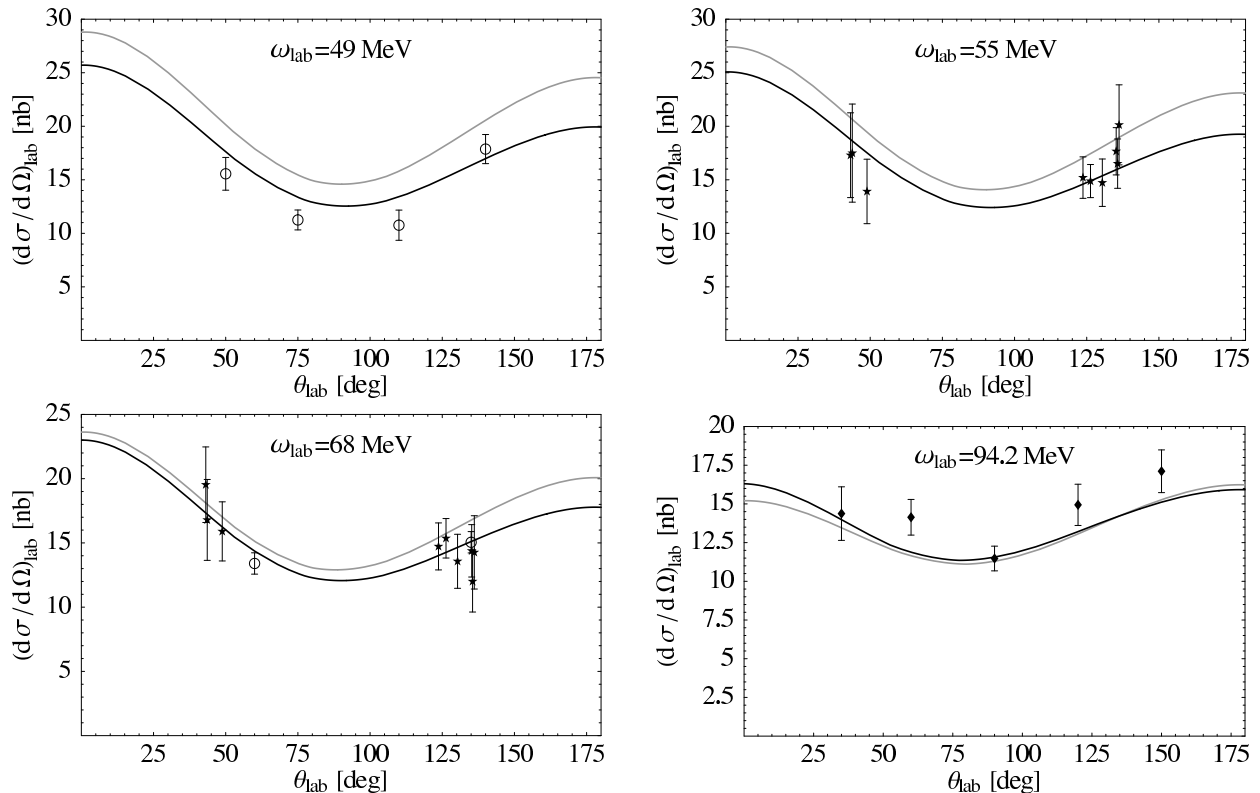 ω_lab=49 MeV
(dσ/dΩ)_lab [nb]
30
25
20
15
10
5
25 50 75 100 125 150 175
θ_lab [deg]
ω_lab=55 MeV
(dσ/dΩ)_lab [nb]
30
25
20
15
10
5
25 50 75 100 125 150 175
θ_lab [deg]
ω_lab=68 MeV
(dσ/dΩ)_lab [nb]
25
20
15
10
5
25 50 75 100 125 150 175
θ_lab [deg]
ω_lab=94.2 MeV
(dσ/dΩ)_lab [nb]
20
17.5
15
12.5
10
7.5
5
2.5
25 50 75 100 125 150 175
θ_lab [deg]